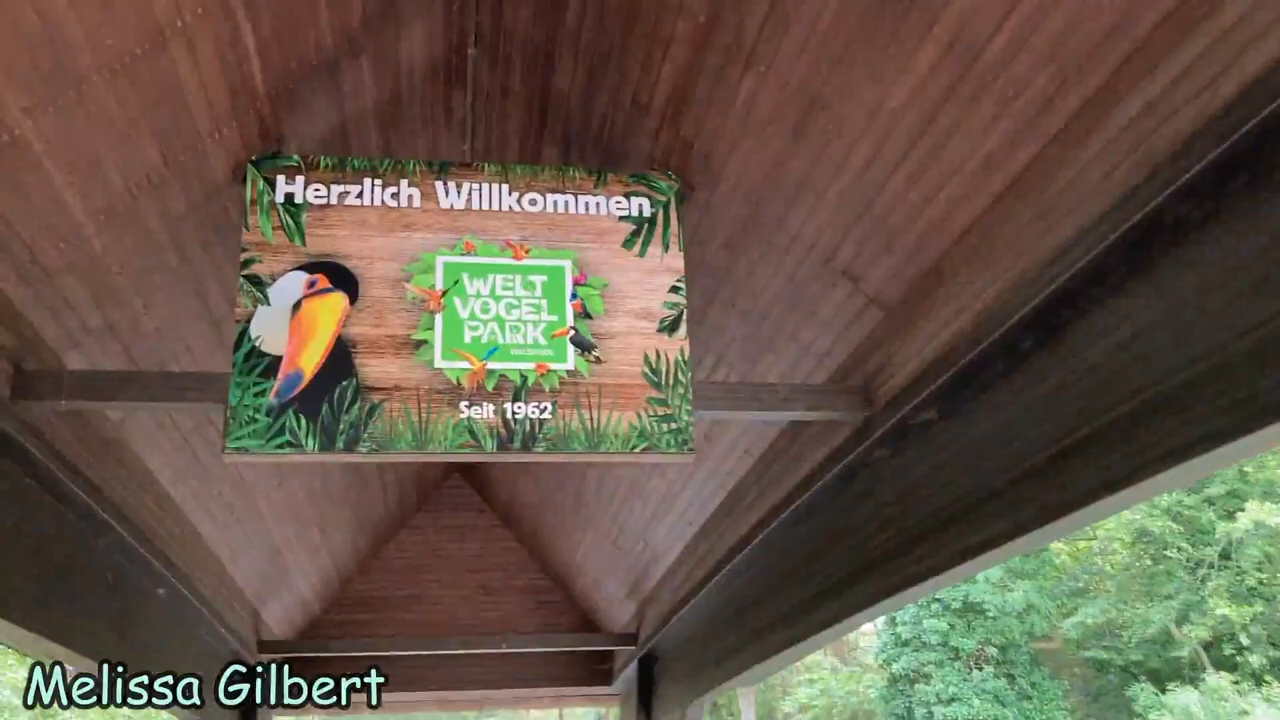 Herzlich Willkommen
WELT
VOGEL
PARK
Seit 1962
Melissa Gilbert